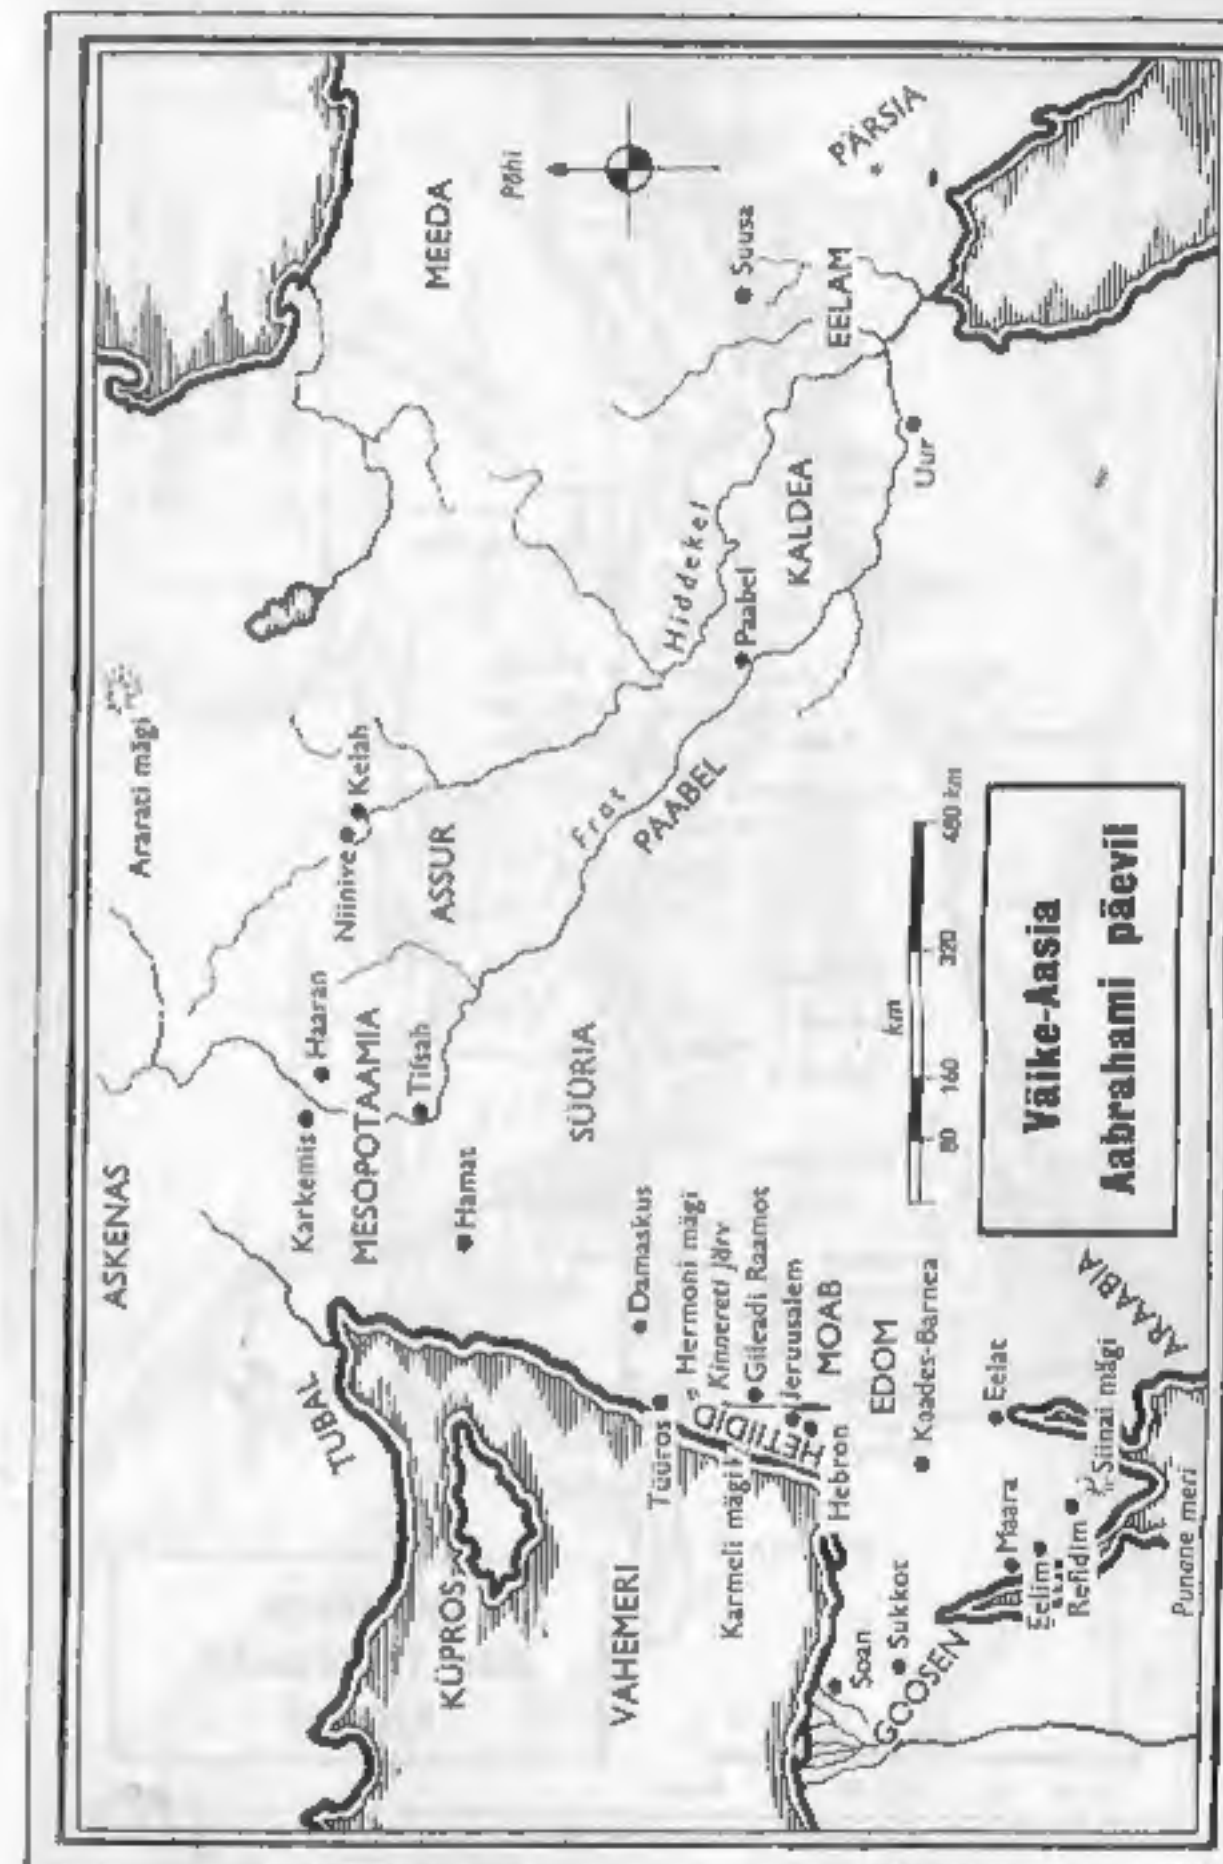 ASKENAS
Ararati mägi
TUBAL
Karkemis
Haaran
Niinive
Kelah
MEEDA
MESOPOTAAMIA
Tifsah
ASSUR
Põhi
KÜPROS
Hamat
SÜÜRIA
Frat
PAABEL
Hiddekel
Paabel
KALDEA
Suusa
EELAM
PÄRSIA
Uur
VAHEMERI
Damaskus
Tüüros
Hermoni mägi
Kinnereti järv
HETIIDID
Gileadi Raamot
Karmeli mägi
Jeruusalem
MOAB
Hebron
EDOM
Soan
Sukkot
GOOSEN
Kaades-Barnea
Eelat
Maara
Eelim
Refidim
Siinai mägi
ARAABIA
Punane meri
km
80 160 320 480 km
Väike-Aasia
Aabrahami päevil